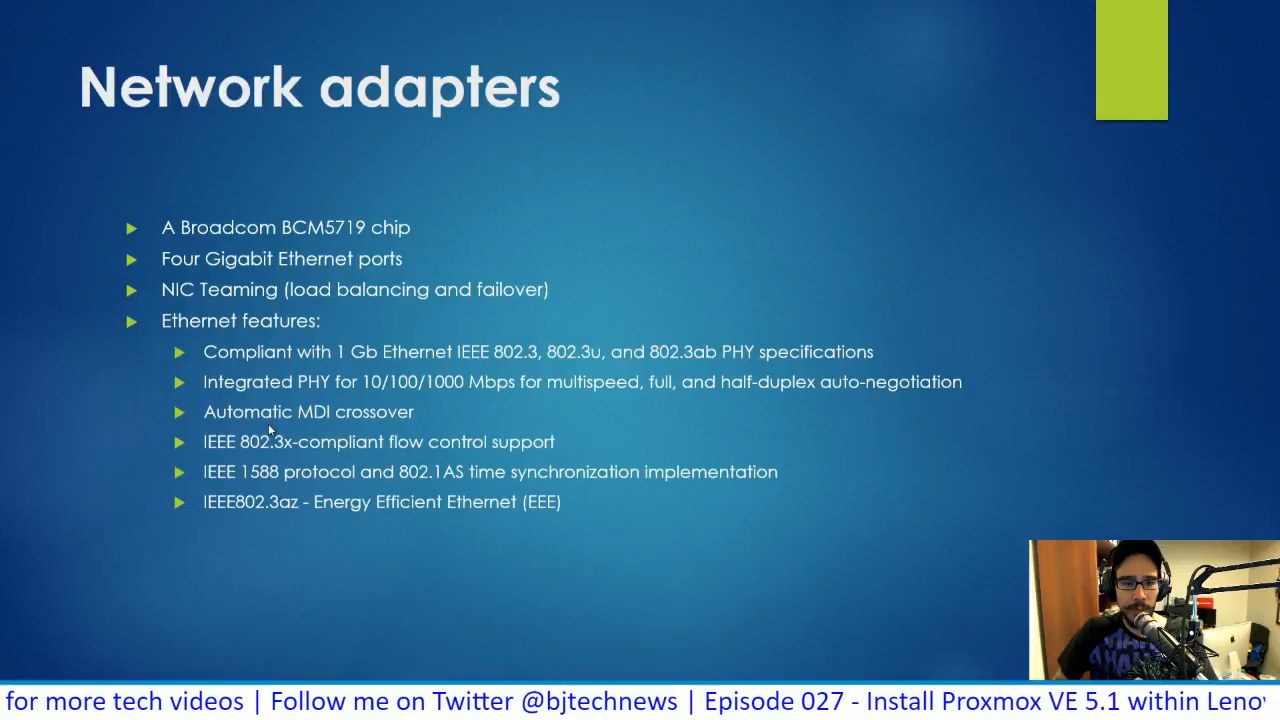 Network adapters
A Broadcom BCM5719 chip
Four Gigabit Ethernet ports
NIC Teaming (load balancing and failover)
Ethernet features:
Compliant with 1 Gb Ethernet IEEE 802.3, 802.3u, and 802.3ab PHY specifications
Integrated PHY for 10/100/1000 Mbps for multispeed, full, and half-duplex auto-negotiation
Automatic MDI crossover
IEEE 802.3x-compliant flow control support
IEEE 1588 protocol and 802.1AS time synchronization implementation
IEEE802.3az - Energy Efficient Ethernet (EEE)
for more tech videos | Follow me on Twitter @bjtechnews | Episode 027 - Install Proxmox VE 5.1 within Leno